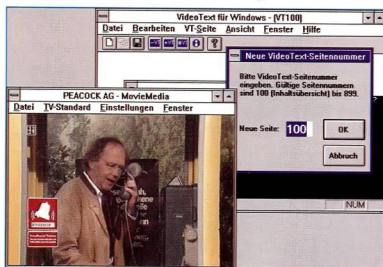 VideoText für Windows - [VT100]
Datei Bearbeiten VT-Seite Ansicht Fenster Hilfe
Neue VideoText-Seitennummer
Bitte VideoText-Seitenummer
eingeben. Gültige Seitennummern
sind 100 (Inhaltsübersicht) bis 899.
Neue Seite: 100
OK
Abbruch
NUM
PEACOCK AG - MovieMedia
Datei TV-Standard Einstellungen Fenster